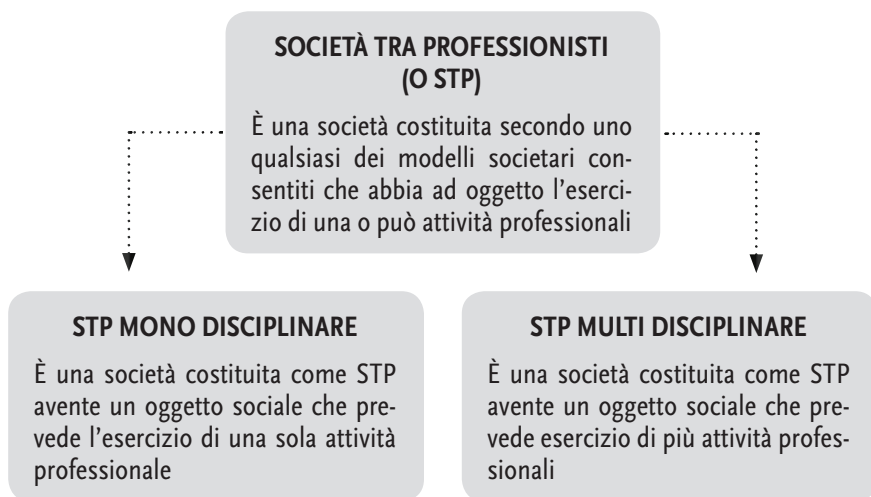 SOCIETÀ TRA PROFESSIONISTI
(O STP)
È una società costituita secondo uno
qualsiasi dei modelli societari con-
sentiti che abbia ad oggetto l'eserci-
zio di una o può attività professionali
STP MONO DISCIPLINARE
È una società costituita come STP
avente un oggetto sociale che pre-
vede l'esercizio di una sola attività
professionale
STP MULTI DISCIPLINARE
È una società costituita come STP
avente un oggetto sociale che pre-
vede esercizio di più attività profes-
sionali